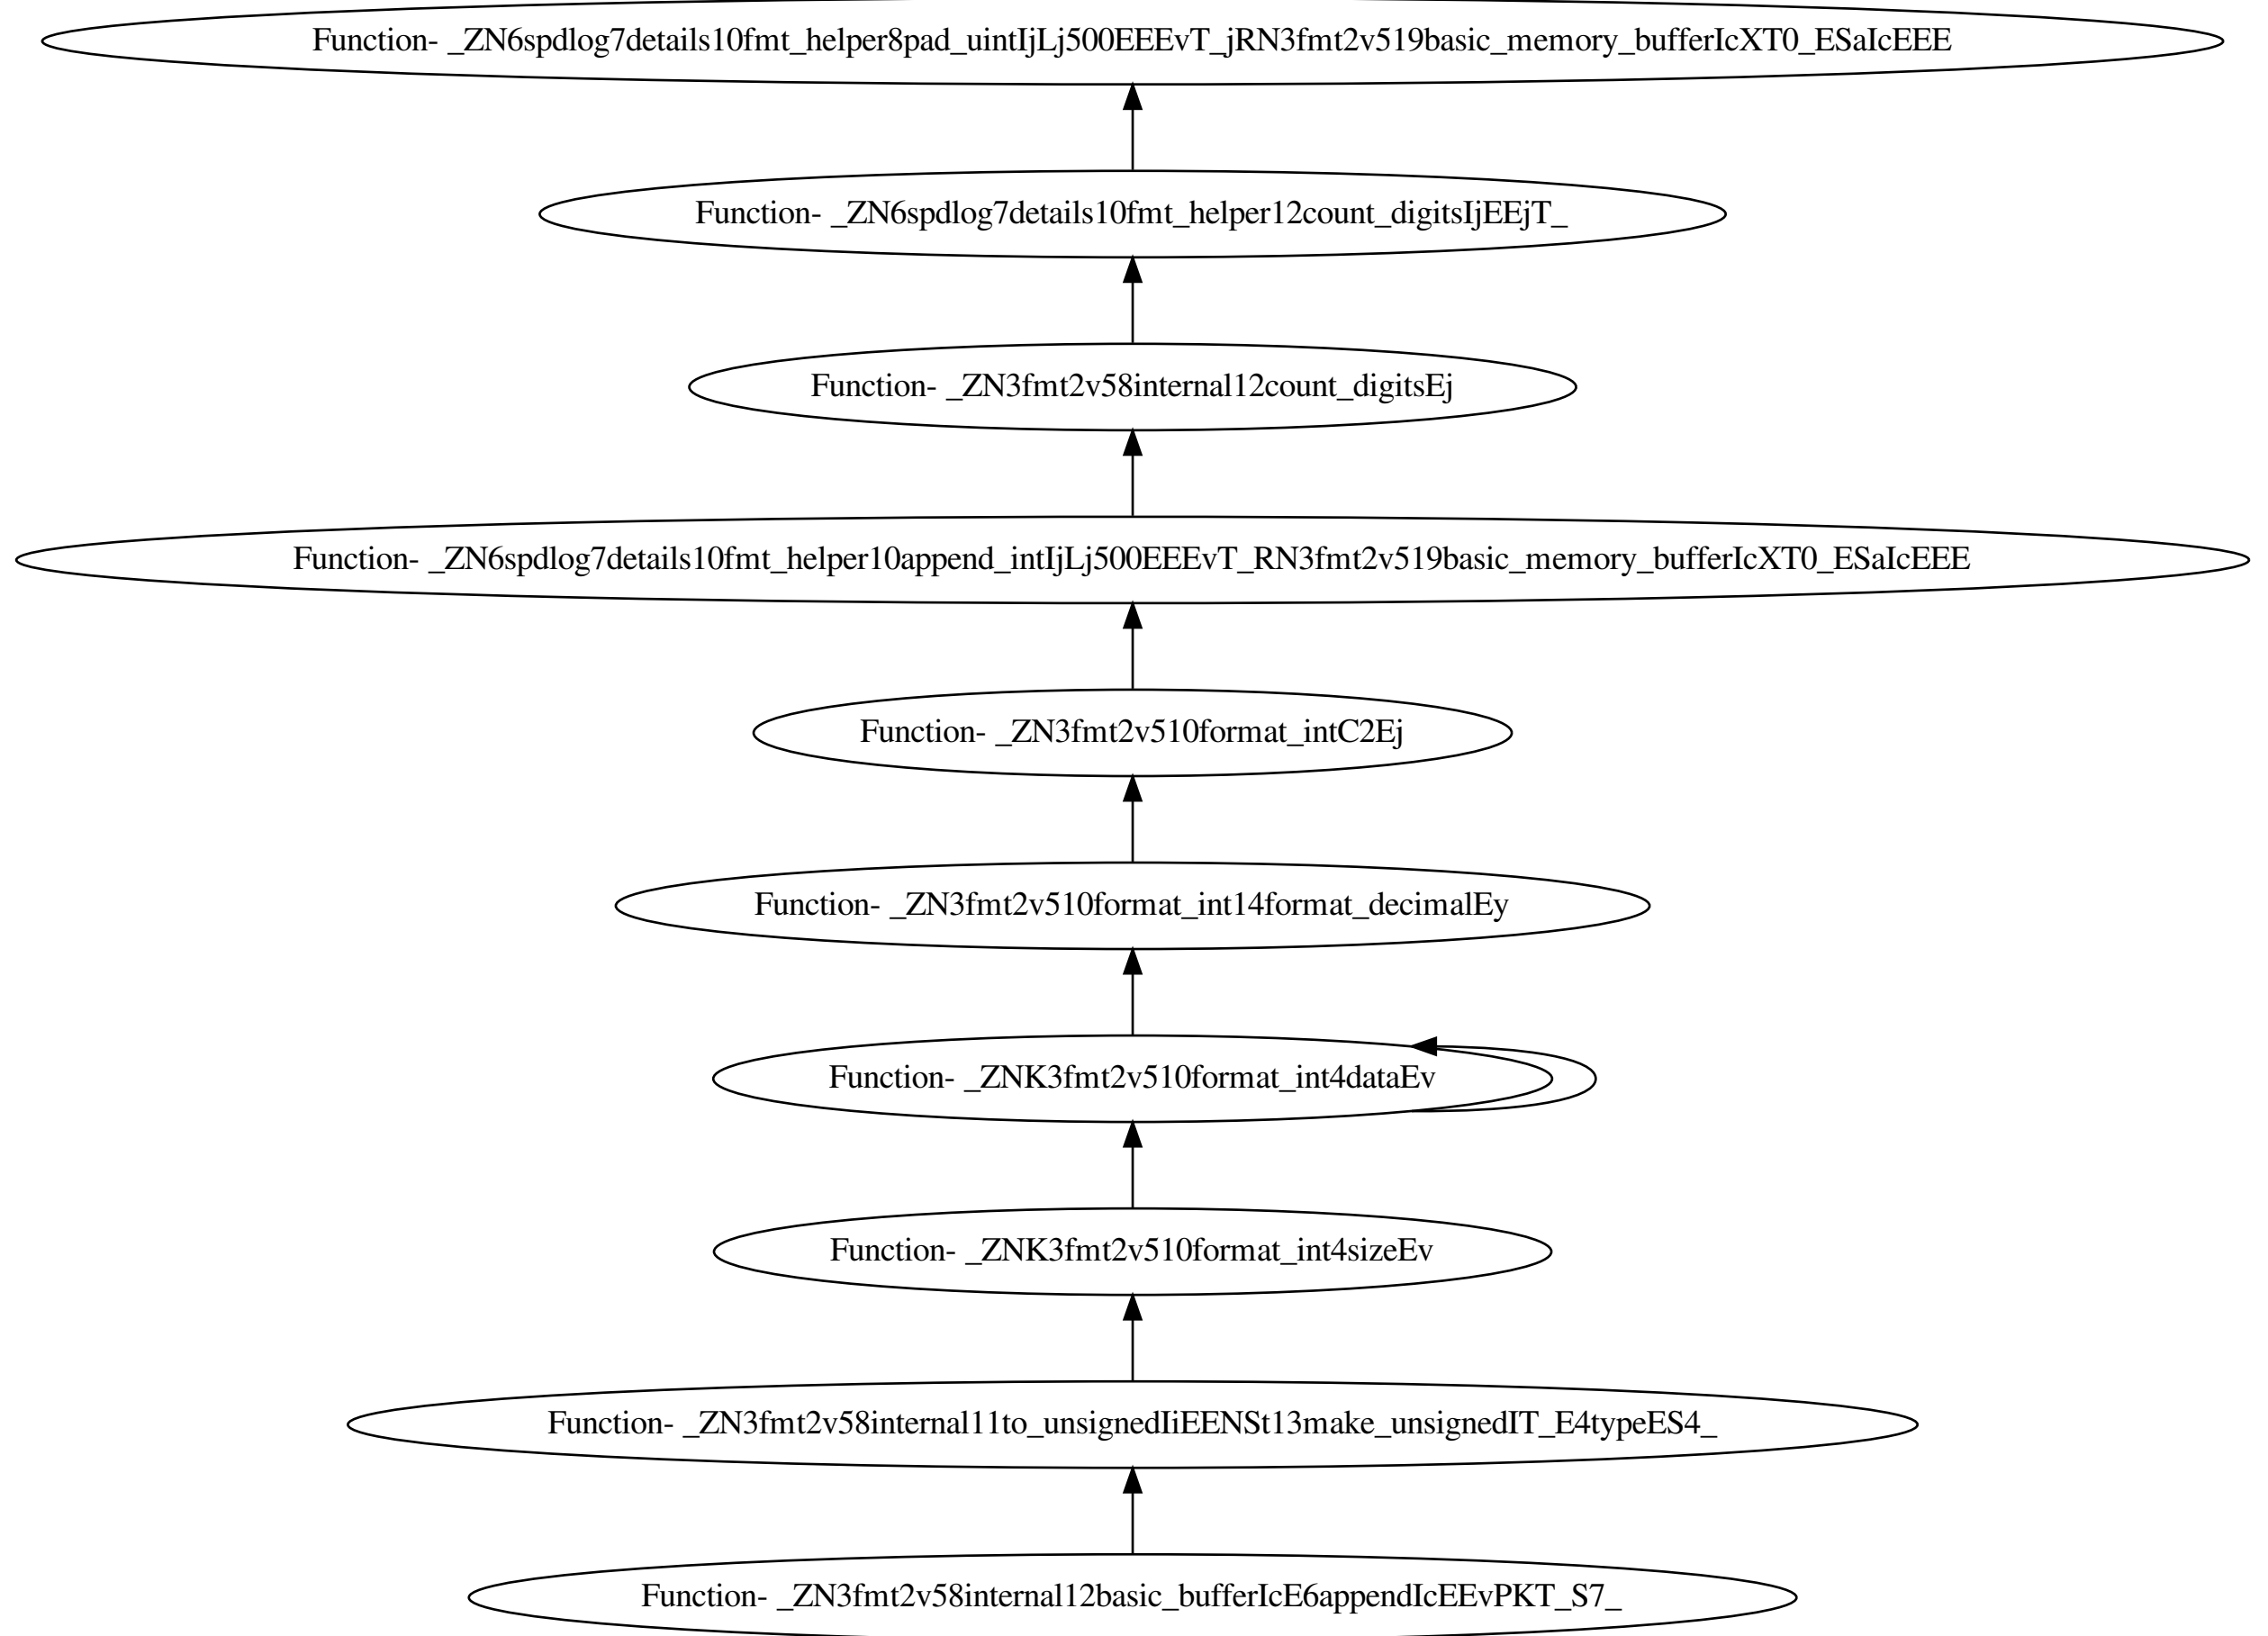 Function- _ZN6spdlog7details10fmt_helper8pad_uintIjLj500EEEvT_jRN3fmt2v519basic_memory_bufferIcXT0_ESaIcEEE
Function- _ZN6spdlog7details10fmt_helper12count_digitsIjEEjT_
Function- _ZN3fmt2v58internal12count_digitsEj
Function- _ZN6spdlog7details10fmt_helper10append_intIjLj500EEEvT_RN3fmt2v519basic_memory_bufferIcXT0_ESaIcEEE
Function- _ZN3fmt2v510format_intC2Ej
Function- _ZN3fmt2v510format_int14format_decimalEy
Function- _ZNK3fmt2v510format_int4dataEv
Function- _ZNK3fmt2v510format_int4sizeEv
Function- _ZN3fmt2v58internal11to_unsignedIiEENSt13make_unsignedIT_E4typeES4_
Function- _ZN3fmt2v58internal12basic_bufferIcE6appendIcEEvPKT_S7_